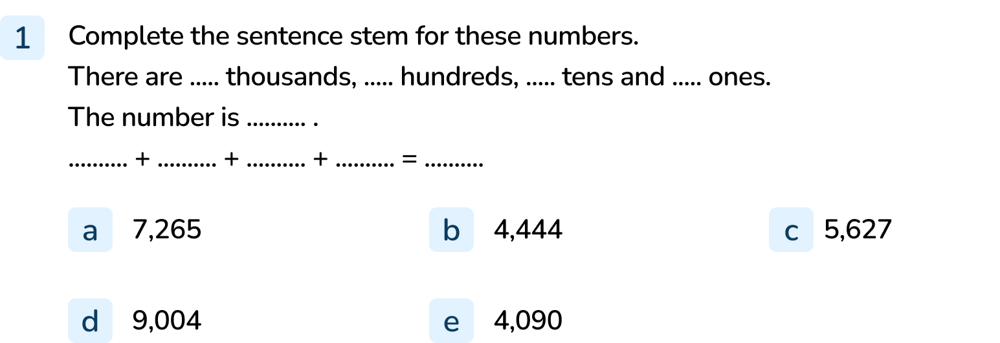 1 Complete the sentence stem for these numbers.
There are ..... thousands, ..... hundreds, ..... tens and ..... ones.
The number is .......... .
.......... + .......... + .......... + .......... = ..........
a 7,265 b 4,444 c 5,627
d 9,004 e 4,090